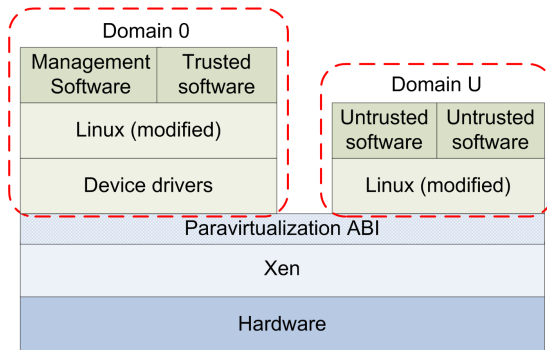 Domain 0
Management
Software
Trusted
software
Linux (modified)
Device drivers
Domain U
Untrusted
software
Untrusted
software
Linux (modified)
Paravirtualization ABI
Xen
Hardware